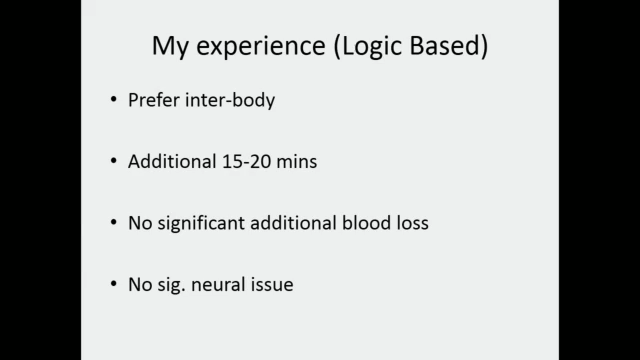 My experience (Logic Based)
• Prefer inter-body
• Additional 15-20 mins
• No significant additional blood loss
• No sig. neural issue